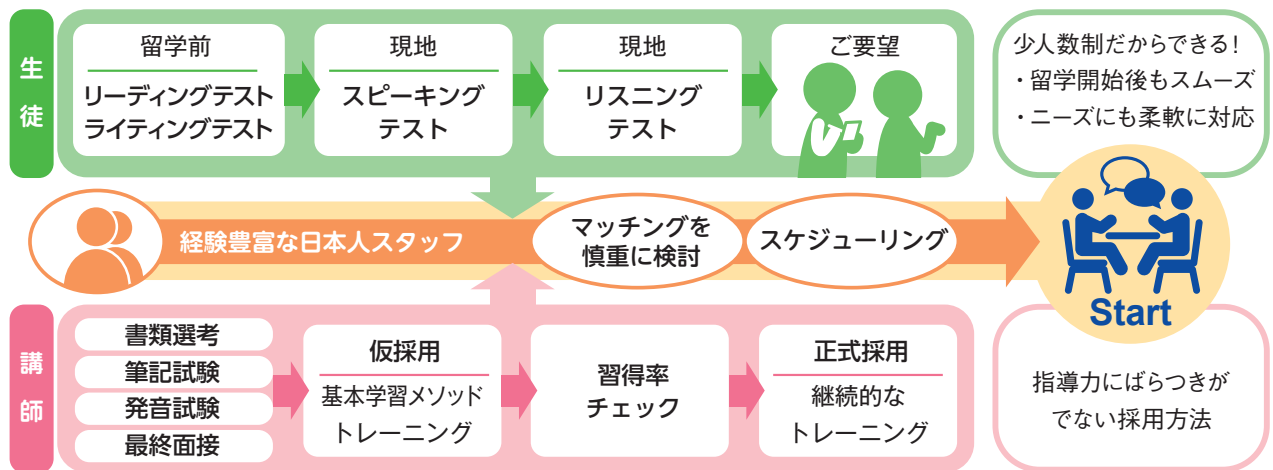 生徒
留学前
リーディングテスト
ライティングテスト
現地
スピーキング
テスト
現地
リスニング
テスト
ご要望
少人数制だからできる！
・留学開始後もスムーズ
・ニーズにも柔軟に対応
経験豊富な日本人スタッフ
マッチングを
慎重に検討
スケジューリング
Start
講師
書類選考
筆記試験
発音試験
最終面接
仮採用
基本学習メソッド
トレーニング
習得率
チェック
正式採用
継続的な
トレーニング
指導力にばらつきが
でない採用方法